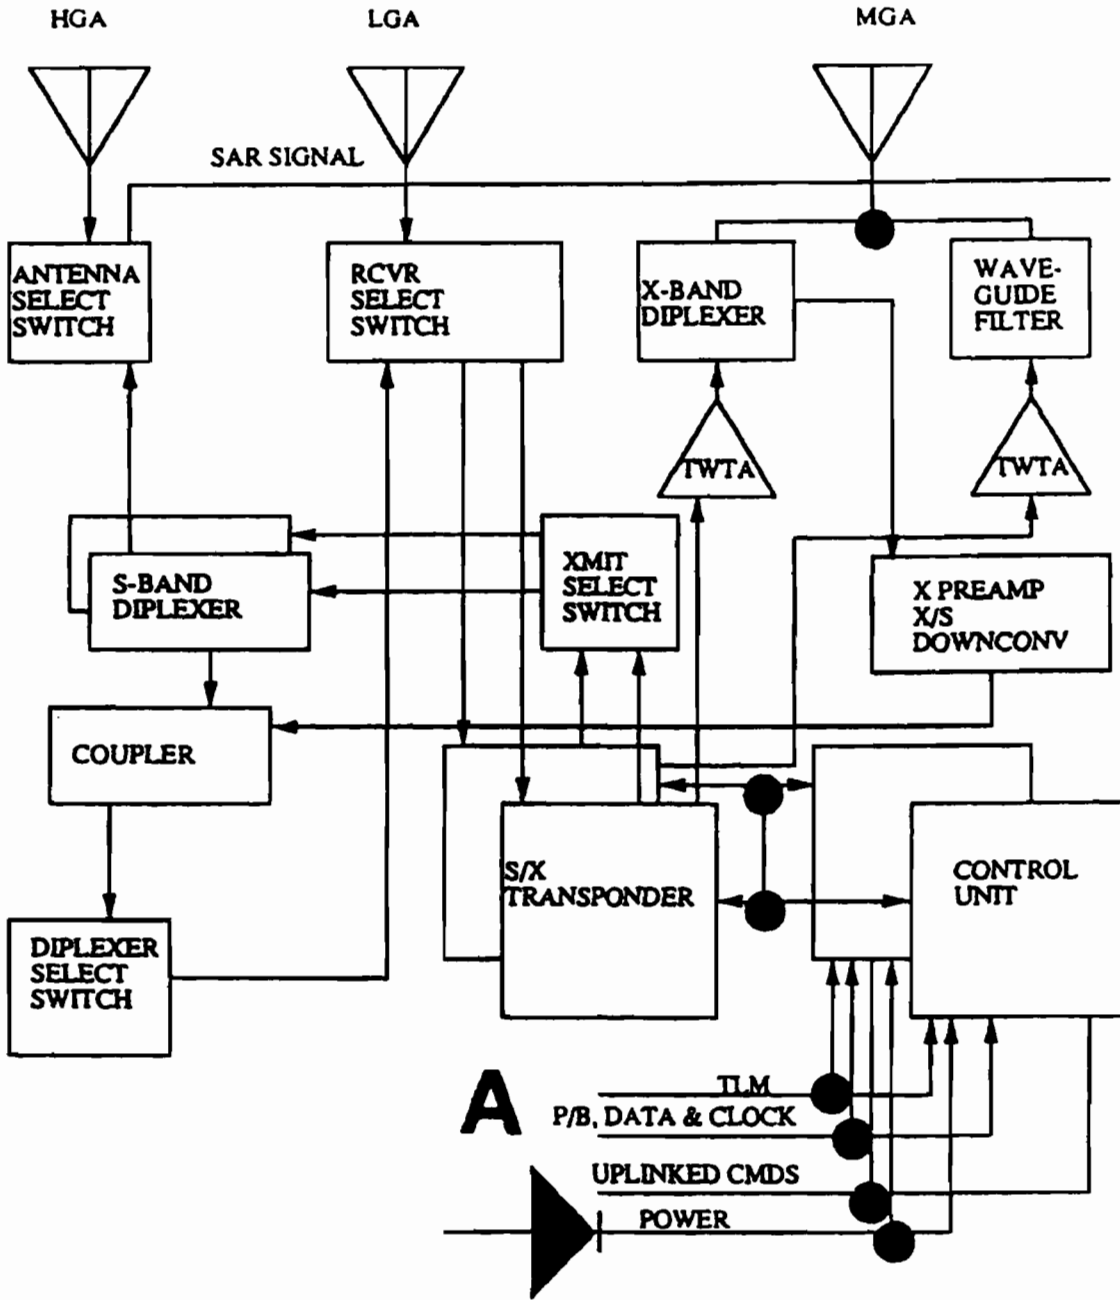 HGA
LGA
MGA
SAR SIGNAL
ANTENNA
SELECT
SWITCH
RCVR
SELECT
SWITCH
X-BAND
DIPLEXER
WAVE-
GUIDE
FILTER
TWTA
TWTA
S-BAND
DIPLEXER
XMIT
SELECT
SWITCH
X PREAMP
X/S
DOWNCONV
COUPLER
S/X
TRANSPONDER
CONTROL
UNIT
DIPLEXER
SELECT
SWITCH
A
TLM
P/B, DATA & CLOCK
UPLINKED CMDS
POWER